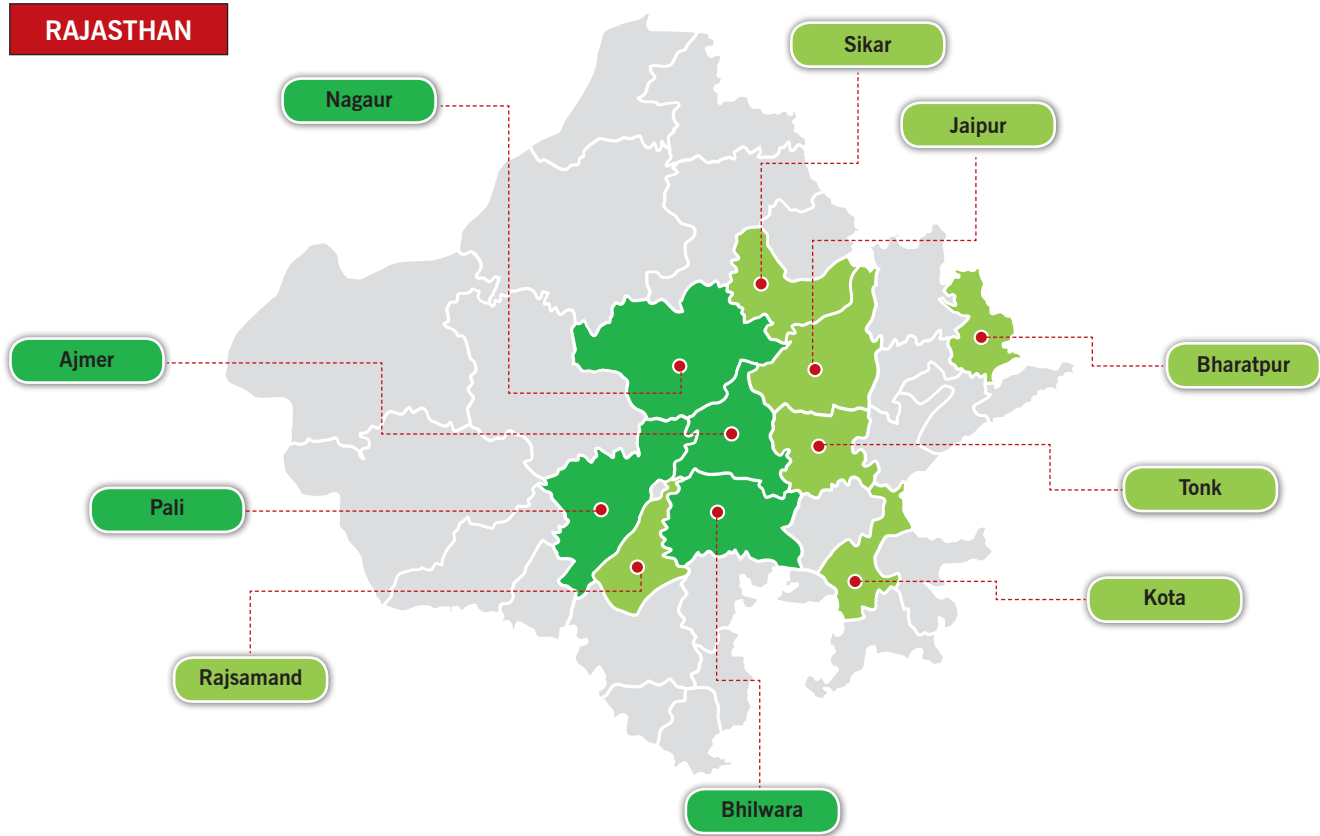 RAJASTHAN
Sikar
Nagaur
Jaipur
Ajmer
Bharatpur
Tonk
Pali
Kota
Rajsamand
Bhilwara